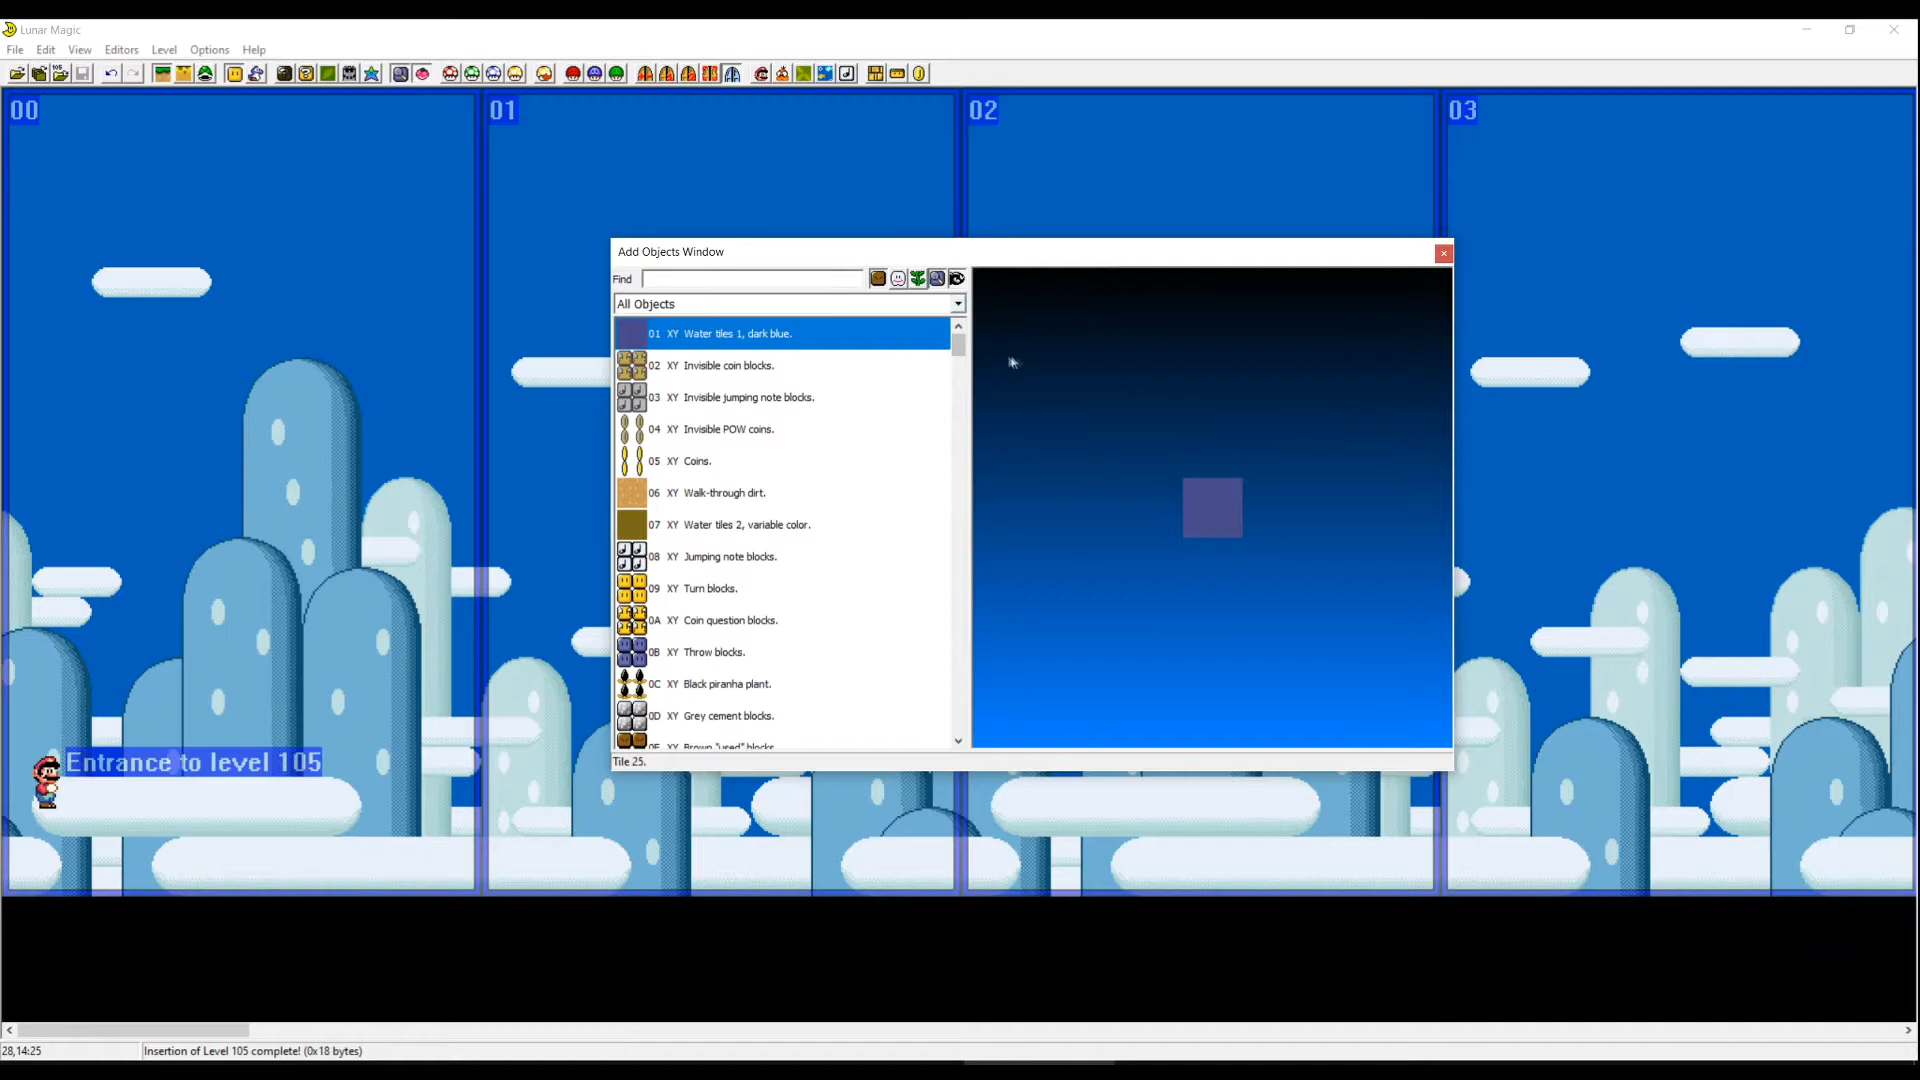 Lunar Magic
File Edit View Editors Level Options Help
00 01 02 03
Add Objects Window
Find
All Objects
01 XY Water tiles 1, dark blue.
02 XY Invisible coin blocks.
03 XY Invisible jumping note blocks.
04 XY Invisible POW coins.
05 XY Coins.
06 XY Walk-through dirt.
07 XY Water tiles 2, variable color.
08 XY Jumping note blocks.
09 XY Turn blocks.
0A XY Coin question blocks.
0B XY Throw blocks.
0C XY Black piranha plant.
0D XY Grey cement blocks.
0E XY Brown "used" blocks
Tile 25.
Entrance to level 105
28,14:25 Insertion of Level 105 complete! (0x18 bytes)